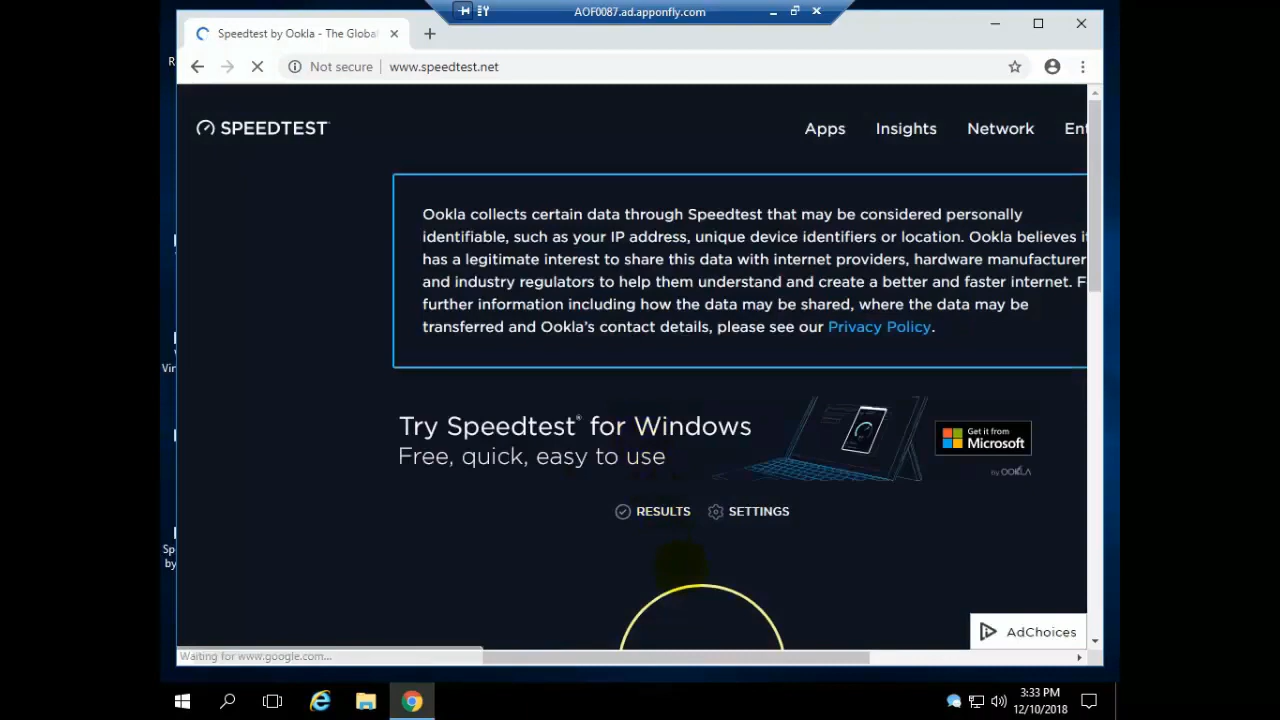 AOF0087.ad.apponfly.com
Speedtest by Ookla - The Global
Not secure
www.speedtest.net
SPEEDTEST
Apps
Insights
Network
Ent
Ookla collects certain data through Speedtest that may be considered personally
identifiable, such as your IP address, unique device identifiers or location. Ookla believes it
has a legitimate interest to share this data with internet providers, hardware manufacturer
and industry regulators to help them understand and create a better and faster internet. F
further information including how the data may be shared, where the data may be
transferred and Ookla's contact details, please see our Privacy Policy.
Try Speedtest® for Windows
Free, quick, easy to use
Get it from
Microsoft
by OOKLA
RESULTS
SETTINGS
AdChoices
Waiting for www.google.com...
R
Vir
Sp
by
3:33 PM
12/10/2018